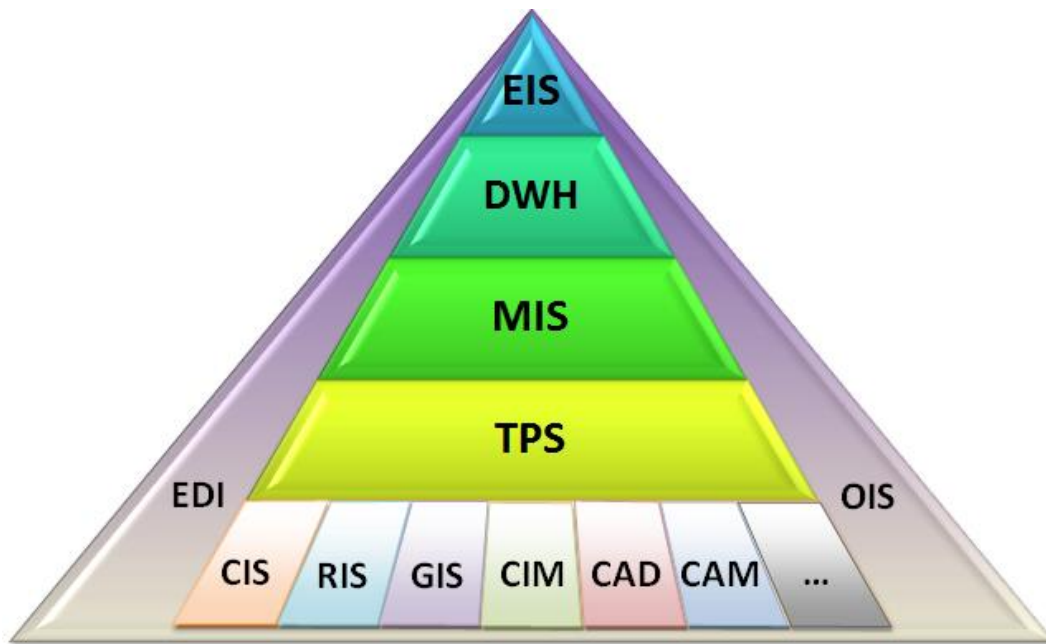 EIS
DWH
MIS
TPS
EDI
OIS
CIS RIS GIS CIM CAD CAM ...